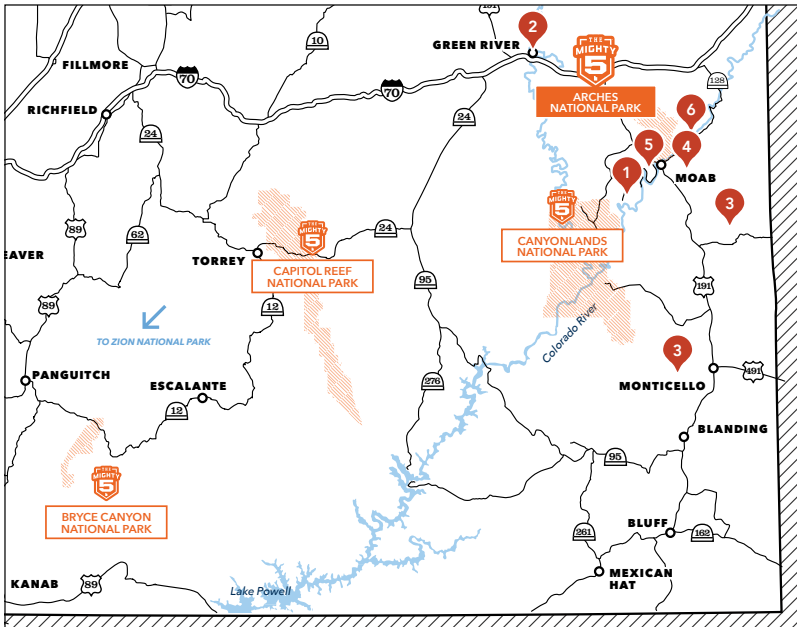 191
10
2
GREEN RIVER
THE
MIGHTY
5
FILLMORE
70
70
128
ARCHES
NATIONAL PARK
RICHFIELD
24
24
6
5
4
MOAB
1
THE
MIGHTY
5
3
89
62
THE
MIGHTY
5
24
CANYONLANDS
NATIONAL PARK
EAVER
TORREY
CAPITOL REEF
NATIONAL PARK
95
191
89
12
TO ZION NATIONAL PARK
Colorado River
3
PANGUITCH
ESCALANTE
276
MONTICELLO
491
12
BLANDING
95
THE
MIGHTY
5
BRYCE CANYON
NATIONAL PARK
BLUFF
261
162
KANAB
89
Lake Powell
MEXICAN
HAT